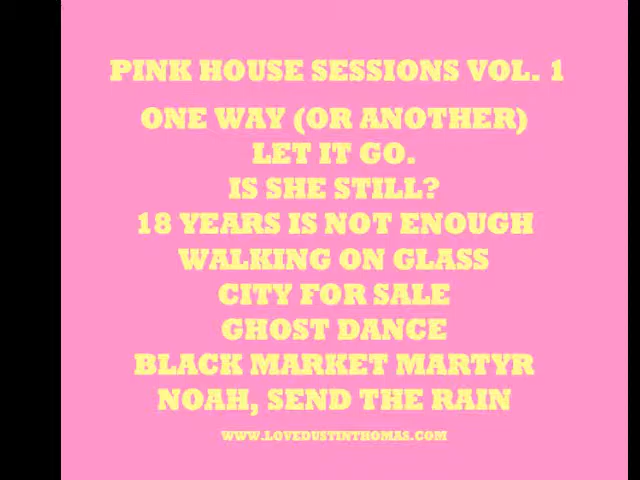 PINK HOUSE SESSIONS VOL. 1
ONE WAY (OR ANOTHER)
LET IT GO.
IS SHE STILL?
18 YEARS IS NOT ENOUGH
WALKING ON GLASS
CITY FOR SALE
GHOST DANCE
BLACK MARKET MARTYR
NOAH, SEND THE RAIN
WWW.LOVEDUSTINTHOMAS.COM